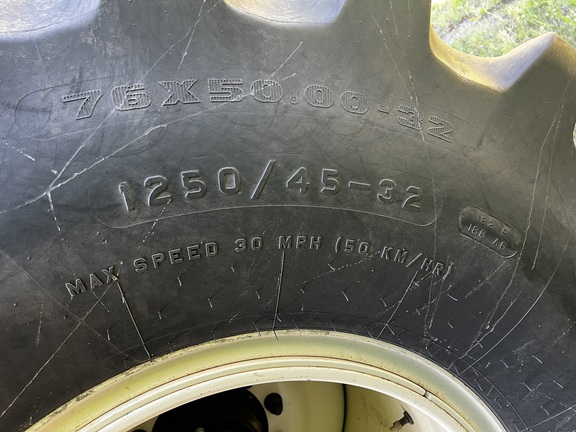 76X50.00-32
1250/45-32
MAX SPEED 30 MPH (50 KM/HR)